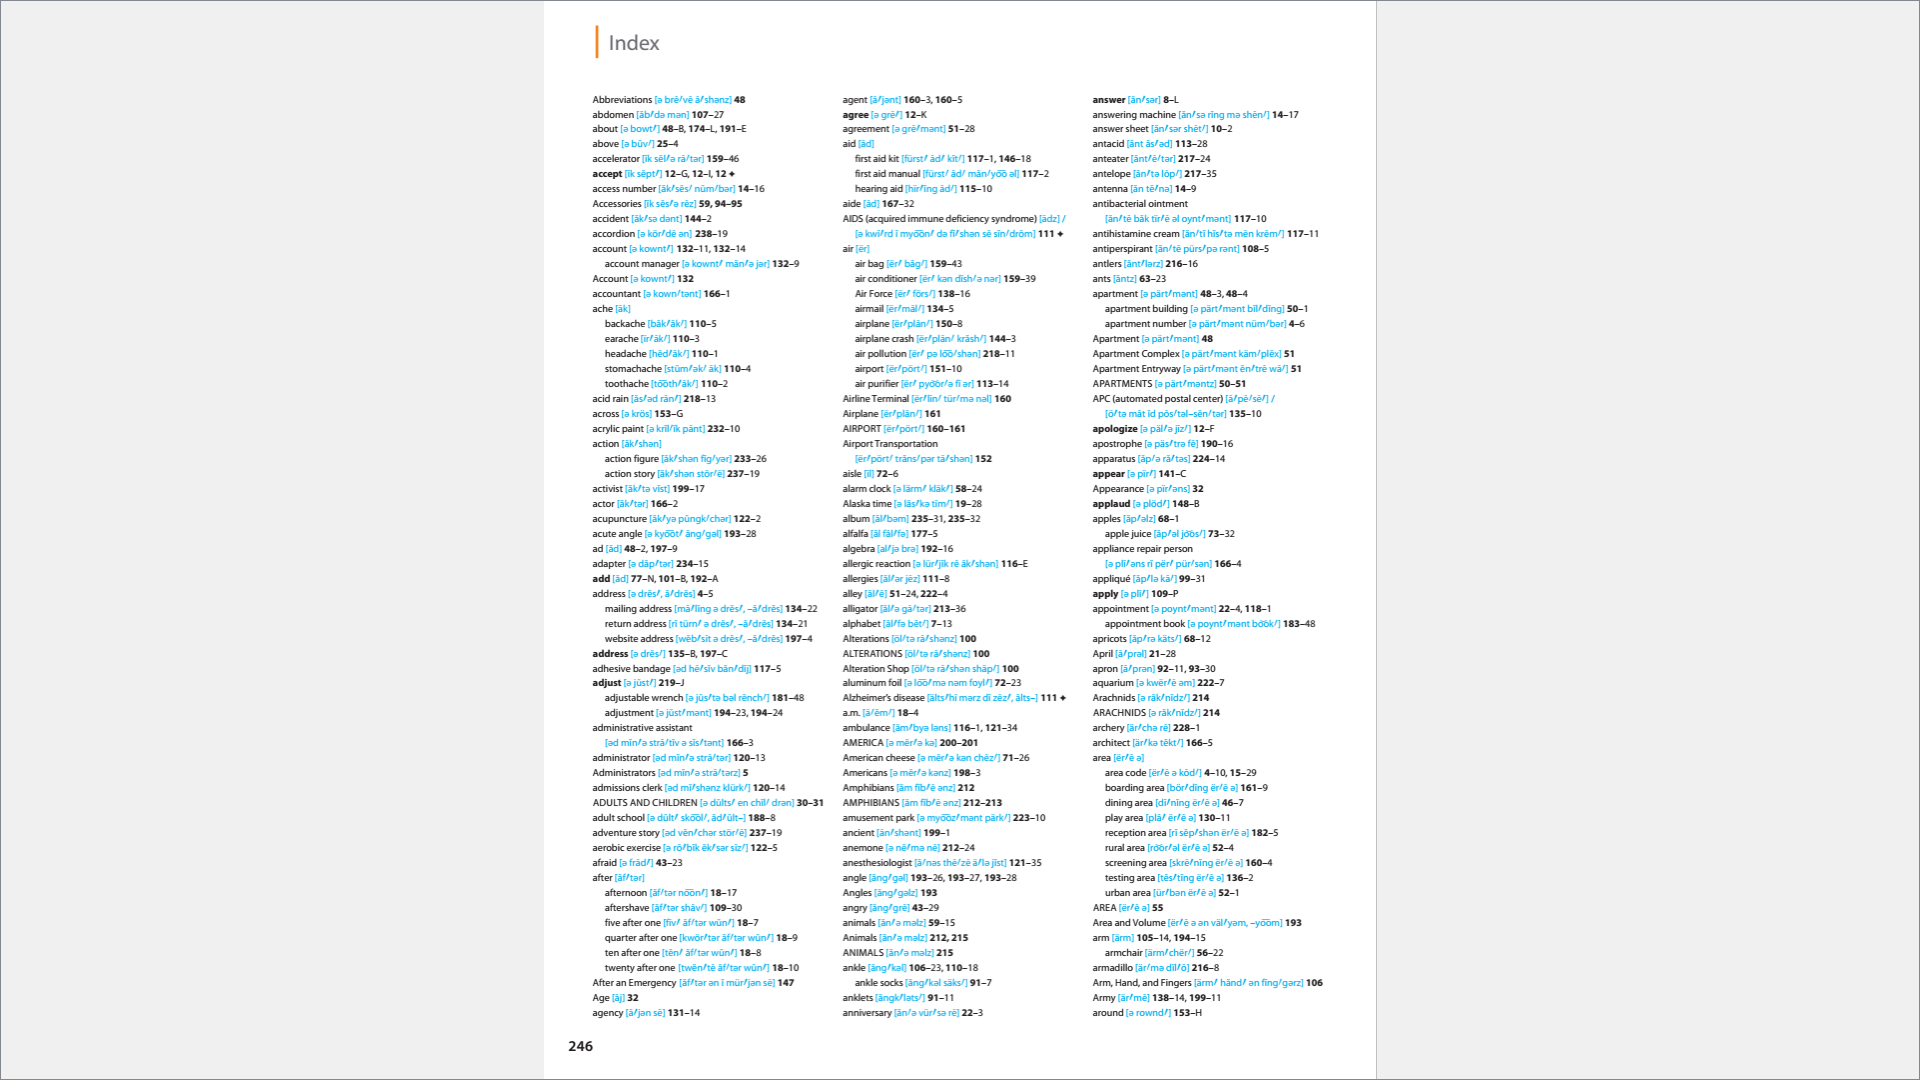 Index
Abbreviations [ə brē/vē ā/shənz] 48
abdomen [ăb/də mən] 107–27
about [ə bowt/] 48–B, 174–L, 191–E
above [ə bŭv/] 25–4
accelerator [ĭk sĕl/ə rā/tər] 159–46
accept [ĭk sĕpt/] 12–G, 12–I, 12 ✦
access number [ăk/sĕs/ nŭm/bər] 14–16
Accessories [ĭk sĕs/ə rēz] 59, 94–95
accident [ăk/sə dənt] 144–2
accordion [ə kör/dē ən] 238–19
account [ə kownt/] 132–11, 132–14
account manager [ə kownt/ măn/ə jər] 132–9
Account [ə kownt/] 132
accountant [ə kown/tənt] 166–1
ache [āk]
backache [băk/āk/] 110–5
earache [ïr/āk/] 110–3
headache [hĕd/āk/] 110–1
stomachache [stŭm/ək/ āk] 110–4
toothache [to͞oth/āk/] 110–2
acid rain [ăs/əd rān/] 218–13
across [ə krös] 153–G
acrylic paint [ə krĭl/ĭk pānt] 232–10
action [ăk/shən]
action figure [ăk/shən fĭg/yər] 233–26
action story [ăk/shən stör/ē] 237–19
activist [ăk/tə vĭst] 199–17
actor [ăk/tər] 166–2
acupuncture [ăk/yə pŭngk/chər] 122–2
acute angle [ə kyo͞ot/ ăng/gəl] 193–28
ad [ăd] 48–2, 197–9
adapter [ə dăp/tər] 234–15
add [ăd] 77–N, 101–B, 192–A
address [ə drĕs/, ă/drĕs] 4–5
mailing address [mā/lĭng ə drĕs/, –ă/drĕs] 134–22
return address [rĭ türn/ ə drĕs/, –ă/drĕs] 134–21
website address [wĕb/sīt ə drĕs/, –ă/drĕs] 197–4
address [ə drĕs/] 135–B, 197–C
adhesive bandage [əd hē/sĭv băn/dĭj] 117–5
adjust [ə jŭst/] 219–J
adjustable wrench [ə jŭs/tə bəl rĕnch/] 181–48
adjustment [ə jŭst/mənt] 194–23, 194–24
administrative assistant
[əd mĭn/ə strā/tĭv ə sĭs/tənt] 166–3
administrator [əd mĭn/ə strā/tər] 120–13
Administrators [əd mĭn/ə strā/tərz] 5
admissions clerk [əd mĭ/shənz klürk/] 120–14
ADULTS AND CHILDREN [ə dŭlts/ en chĭl/ drən] 30–31
adult school [ə dŭlt/ sko͞ol/, ăd/ŭlt–] 188–8
adventure story [əd vĕn/chər stör/ē] 237–19
aerobic exercise [ə rō/bĭk ĕk/sər sīz/] 122–5
afraid [ə frād/] 43–23
after [ăf/tər]
afternoon [ăf/tər no͞on/] 18–17
aftershave [ăf/tər shāv/] 109–30
five after one [fīv/ ăf/tər wŭn/] 18–7
quarter after one [kwör/tər ăf/tər wŭn/] 18–9
ten after one [tĕn/ ăf/tər wŭn/] 18–8
twenty after one [twĕn/tē ăf/tər wŭn/] 18–10
After an Emergency [ăf/tər ən ĭ mür/jən sē] 147
Age [āj] 32
agency [ā/jən sē] 131–14
agent [ā/jənt] 160–3, 160–5
agree [ə grē/] 12–K
agreement [ə grē/mənt] 51–28
aid [ād]
first aid kit [fürst/ ād/ kĭt/] 117–1, 146–18
first aid manual [fürst/ ād/ măn/yo͞o əl] 117–2
hearing aid [hïr/ĭng ād/] 115–10
aide [ād] 167–32
AIDS (acquired immune deficiency syndrome) [ādz] /
[ə kwī/rd ĭ myo͞on/ də fĭ/shən sē sĭn/drōm] 111 ✦
air [ër]
air bag [ër/ băg/] 159–43
air conditioner [ër/ kən dĭsh/ə nər] 159–39
Air Force [ër/ förs/] 138–16
airmail [ër/māl/] 134–5
airplane [ër/plān/] 150–8
airplane crash [ër/plān/ krăsh/] 144–3
air pollution [ër/ pə lo͞o/shən] 218–11
airport [ër/pört/] 151–10
air purifier [ër/ pyo͝or/ə fī ər] 113–14
Airline Terminal [ër/līn/ tür/mə nəl] 160
Airplane [ër/plān/] 161
AIRPORT [ër/pört/] 160–161
Airport Transportation
[ër/pört/ trăns/pər tā/shən] 152
aisle [īl] 72–6
alarm clock [ə lärm/ kläk/] 58–24
Alaska time [ə lăs/kə tīm/] 19–28
album [ăl/bəm] 235–31, 235–32
alfalfa [ăl făl/fə] 177–5
algebra [al/jə brə] 192–16
allergic reaction [ə lür/jĭk rē ăk/shən] 116–E
allergies [ăl/ər jēz] 111–8
alley [ăl/ē] 51–24, 222–4
alligator [ăl/ə gā/tər] 213–36
alphabet [ăl/fə bĕt/] 7–13
Alterations [öl/tə rā/shənz] 100
ALTERATIONS [öl/tə rā/shənz] 100
Alteration Shop [öl/tə rā/shən shäp/] 100
aluminum foil [ə lo͞o/mə nəm foyl/] 72–23
Alzheimer's disease [älts/hī mərz dĭ zēz/, ălts–] 111 ✦
a.m. [ā/ĕm/] 18–4
ambulance [ăm/byə ləns] 116–1, 121–34
AMERICA [ə mĕr/ə kə] 200–201
American cheese [ə mĕr/ə kən chēz/] 71–26
Americans [ə mĕr/ə kənz] 198–3
Amphibians [ăm fĭb/ē ənz] 212
AMPHIBIANS [ăm fĭb/ē ənz] 212–213
amusement park [ə myo͞oz/mənt pärk/] 223–10
ancient [ān/shənt] 199–1
anemone [ə nĕ/mə nē] 212–24
anesthesiologist [ă/nəs thē/zē ä/lə jĭst] 121–35
angle [ăng/gəl] 193–26, 193–27, 193–28
Angles [ăng/gəlz] 193
angry [ăng/grē] 43–29
animals [ăn/ə məlz] 59–15
Animals [ăn/ə məlz] 212, 215
ANIMALS [ăn/ə məlz] 215
ankle [ăng/kəl] 106–23, 110–18
ankle socks [ăng/kəl säks/] 91–7
anklets [ăngk/ləts/] 91–11
anniversary [ăn/ə vür/sə rē] 22–3
answer [ăn/sər] 8–L
answering machine [ăn/sə rĭng mə shēn/] 14–17
answer sheet [ăn/sər shēt/] 10–2
antacid [ănt ăs/əd] 113–28
anteater [ănt/ē/tər] 217–24
antelope [ăn/tə lōp/] 217–35
antenna [ăn tĕ/nə] 14–9
antibacterial ointment
[ăn/tē băk tïr/ē əl oynt/mənt] 117–10
antihistamine cream [ăn/tī hĭs/tə mēn krēm/] 117–11
antiperspirant [ăn/tē pürs/pə rənt] 108–5
antlers [ănt/lərz] 216–16
ants [ănts] 63–23
apartment [ə pärt/mənt] 48–3, 48–4
apartment building [ə pärt/mənt bĭl/dĭng] 50–1
apartment number [ə pärt/mənt nŭm/bər] 4–6
Apartment [ə pärt/mənt] 48
Apartment Complex [ə pärt/mənt käm/plĕx] 51
Apartment Entryway [ə pärt/mənt ĕn/trē wā/] 51
APARTMENTS [ə pärt/mənts] 50–51
APC (automated postal center) [ā/pē/sē/] /
[ö/tə māt ĭd pōs/təl–sĕn/tər] 135–10
apologize [ə päl/ə jīz/] 12–F
apostrophe [ə päs/trə fē] 190–16
apparatus [ăp/ə ră/təs] 224–14
appear [ə pïr/] 141–C
Appearance [ə pïr/əns] 32
applaud [ə plöd/] 148–B
apples [ăp/əlz] 68–1
apple juice [ăp/əl jo͞os/] 73–32
appliance repair person
[ə plī/əns rĭ përʻ/ pür/sən] 166–4
appliqué [ăp/lə kā/] 99–31
apply [ə plī/] 109–P
appointment [ə poynt/mənt] 22–4, 118–1
appointment book [ə poynt/mənt bo͝ok/] 183–48
apricots [ăp/rə käts/] 68–12
April [ā/prəl] 21–28
apron [ā/prən] 92–11, 93–30
aquarium [ə kwër/ē əm] 222–7
Arachnids [ə răk/nĭdz/] 214
ARACHNIDS [ə răk/nĭdz/] 214
archery [är/chə rē] 228–1
architect [är/kə tĕkt/] 166–5
area [ër/ē ə]
area code [ër/ē ə kōd/] 4–10, 15–29
boarding area [bör/dĭng ër/ē ə] 161–9
dining area [dī/nĭng ër/ē ə] 46–7
play area [plā/ ër/ē ə] 130–11
reception area [rĭ sĕp/shən ër/ē ə] 182–5
rural area [ro͝or/əl ër/ē ə] 52–4
screening area [skrē/nĭng ër/ē ə] 160–4
testing area [tĕs/tĭng ër/ē ə] 136–2
urban area [ür/bən ër/ē ə] 52–1
AREA [ër/ē ə] 55
Area and Volume [ër/ē ə ən väl/yəm, –yo͞om] 193
arm [ärm] 105–14, 194–15
armchair [ärm/chër/] 56–22
armadillo [är/mə dĭl/ō] 216–8
Arm, Hand, and Fingers [ärm/ hănd/ ən fĭng/gərz] 106
Army [är/mē] 138–14, 199–11
around [ə rownd/] 153–H
246